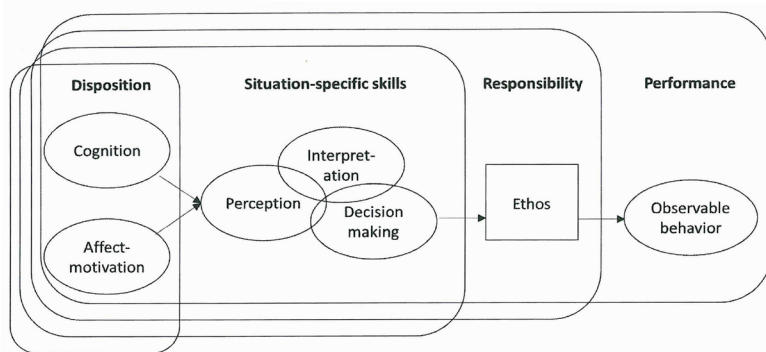 Disposition
Situation-specific skills
Responsibility
Performance
Cognition
Interpret-
ation
Perception
Decision
making
Ethos
Observable
behavior
Affect-
motivation